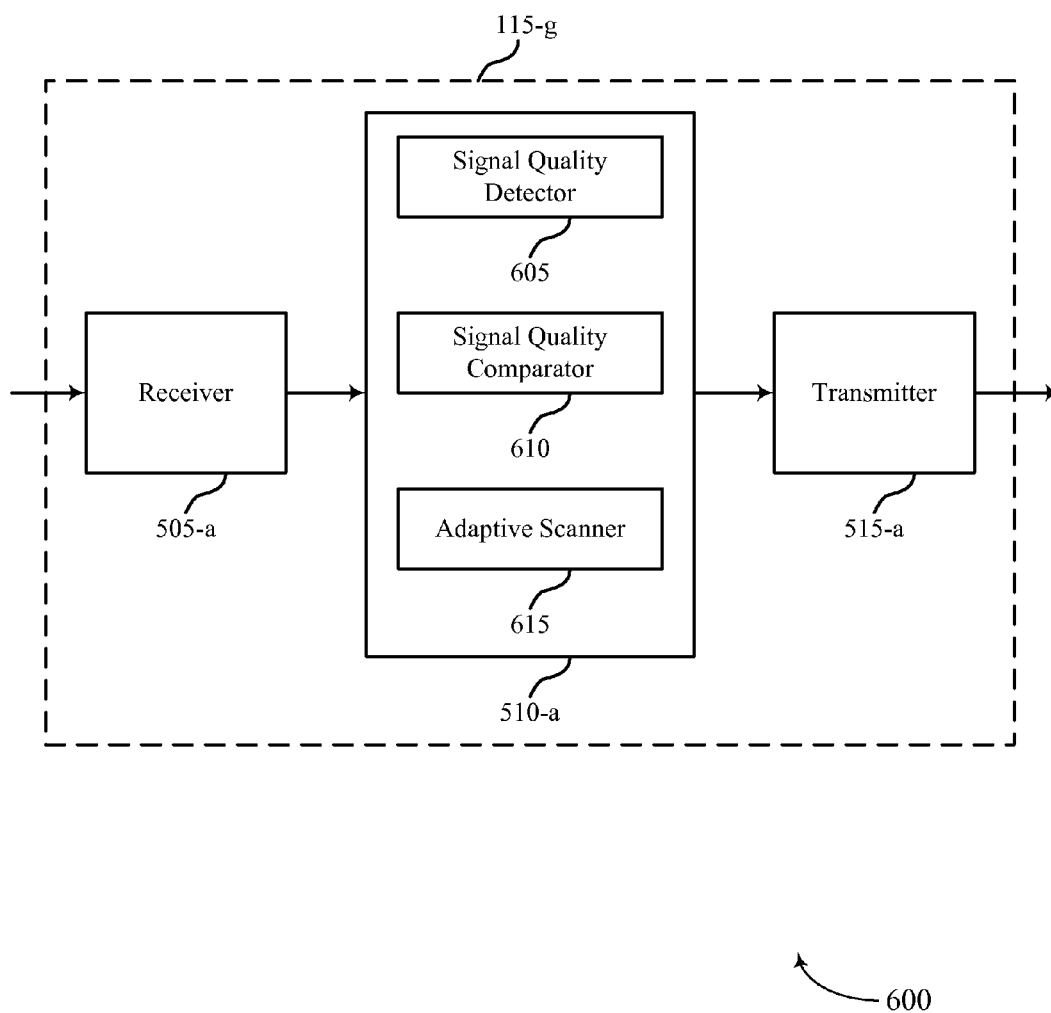 115-g
Signal Quality
Detector
605
Signal Quality
Comparator
610
Receiver
Transmitter
505-a
515-a
Adaptive Scanner
615
510-a
600